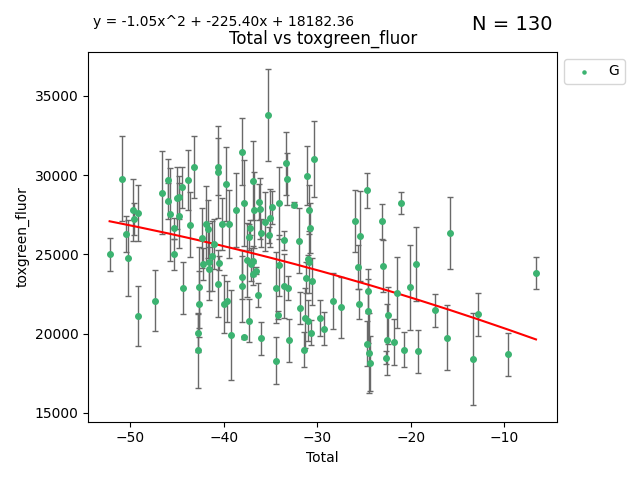 y = -1.05x^2 + -225.40x + 18182.36
N = 130
Total vs toxgreen_fluor
G
35000
30000
25000
20000
15000
toxgreen_fluor
−50
−40
−30
−20
−10
Total